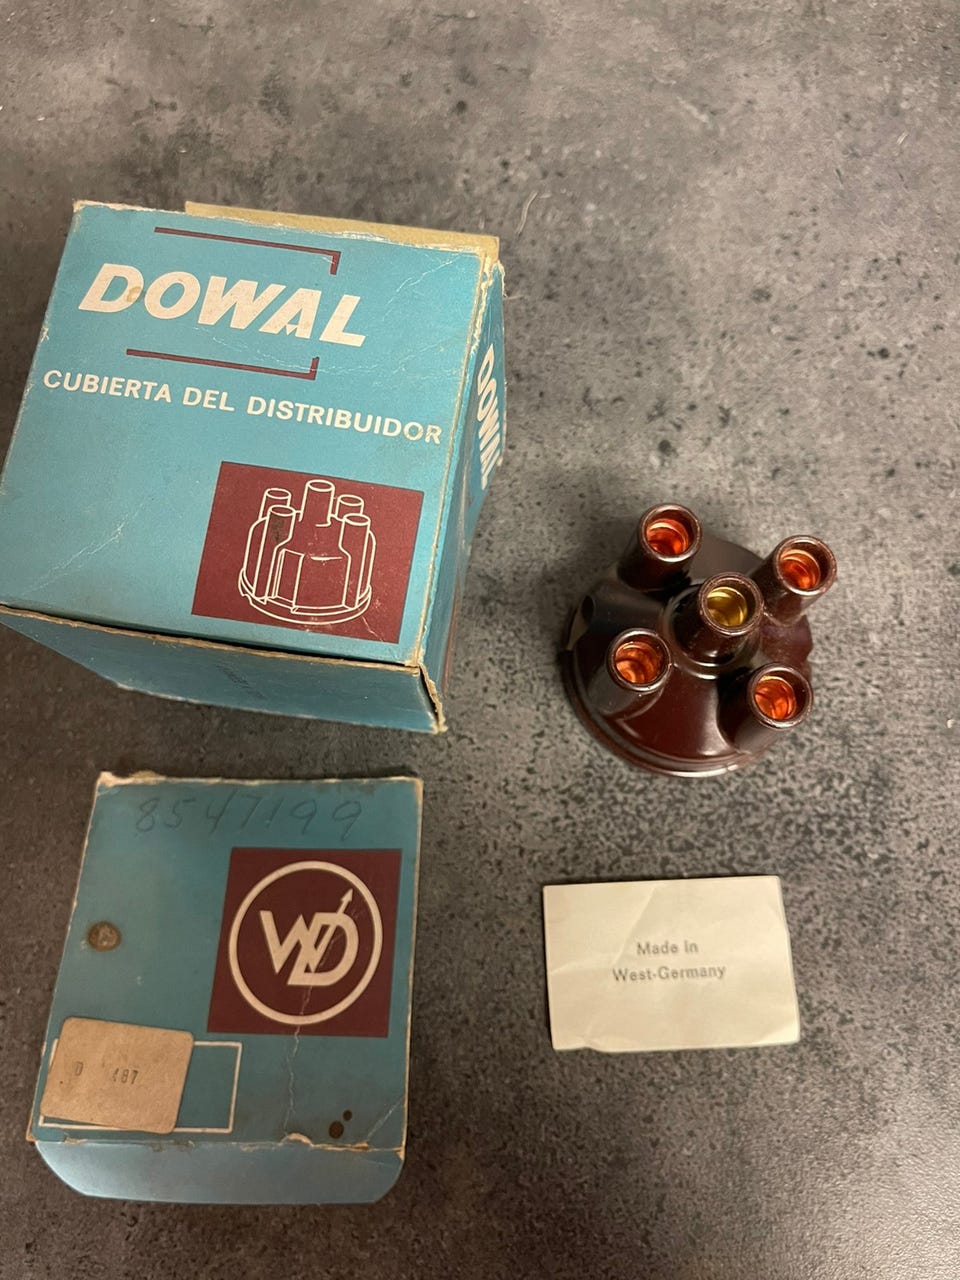 DOWAL
CUBIERTA DEL DISTRIBUIDOR
DOWAL
8547199
WD
D 487
Made in
West-Germany